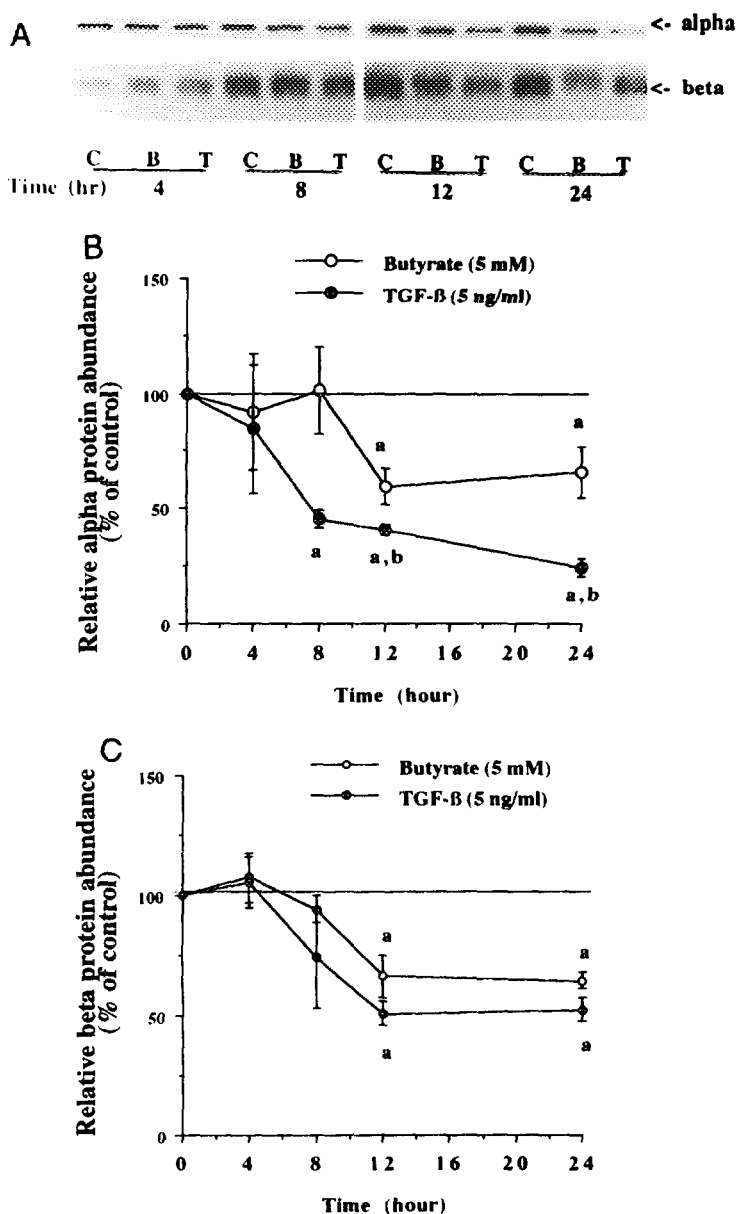 A
<- alpha
<- beta
C B T C B T C B T C B T
Time (hr) 4 8 12 24
B
Butyrate (5 mM)
TGF-ß (5 ng/ml)
Relative alpha protein abundance
(% of control)
150
100
50
0
a
a
a
a,b
a,b
0 4 8 12 16 20 24
Time (hour)
C
Butyrate (5 mM)
TGF-ß (5 ng/ml)
Relative beta protein abundance
(% of control)
150
100
50
0
a
a
a
a
0 4 8 12 16 20 24
Time (hour)